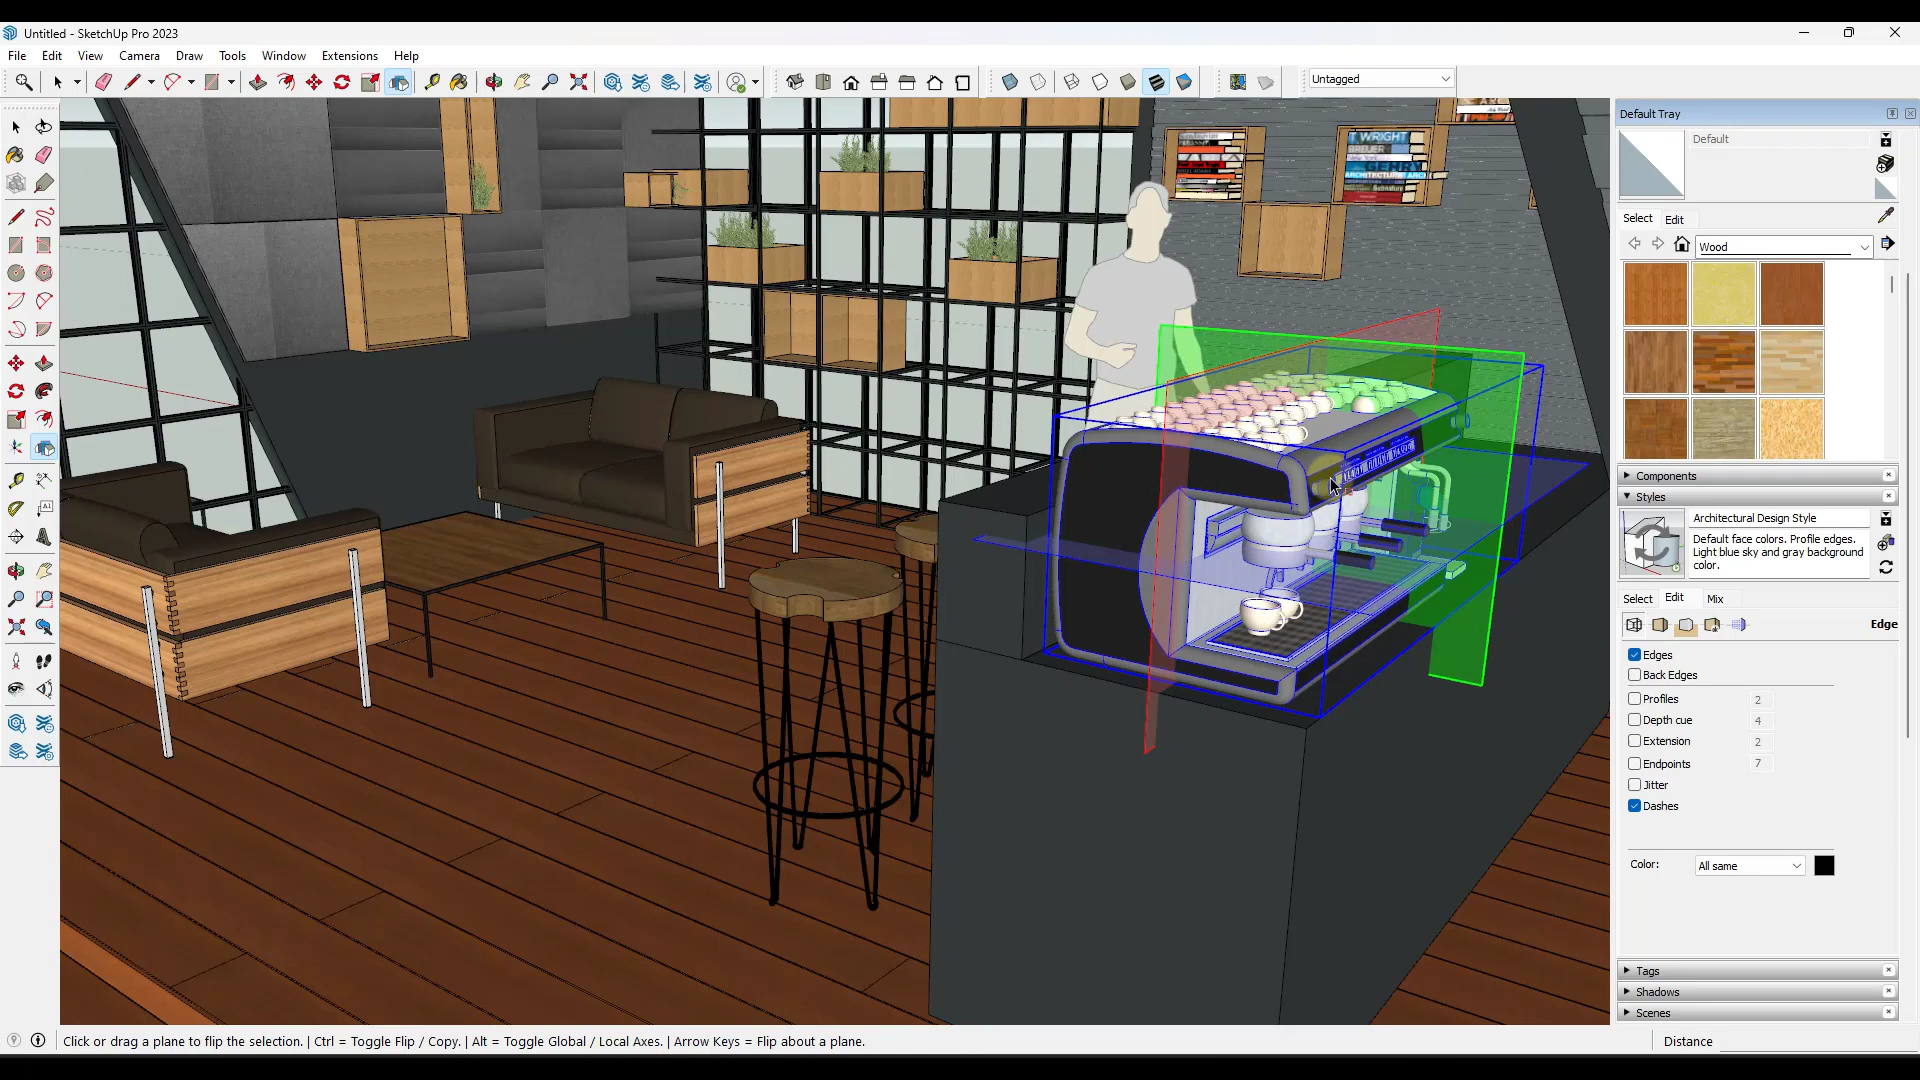 Untitled - SketchUp Pro 2023
File Edit View Camera Draw Tools Window Extensions Help
Untagged
Default Tray
Default
Select Edit
Wood
Components
Styles
Architectural Design Style
Default face colors. Profile edges.
Light blue sky and gray background
color.
Select Edit Mix
Edge
Edges
Back Edges
Profiles 2
Depth cue 4
Extension 2
Endpoints 7
Jitter
Dashes
Color: All same
Tags
Shadows
Scenes
T WRIGHT
BREUER
ARCHITECTURE
Click or drag a plane to flip the selection. | Ctrl = Toggle Flip / Copy. | Alt = Toggle Global / Local Axes. | Arrow Keys = Flip about a plane.
Distance